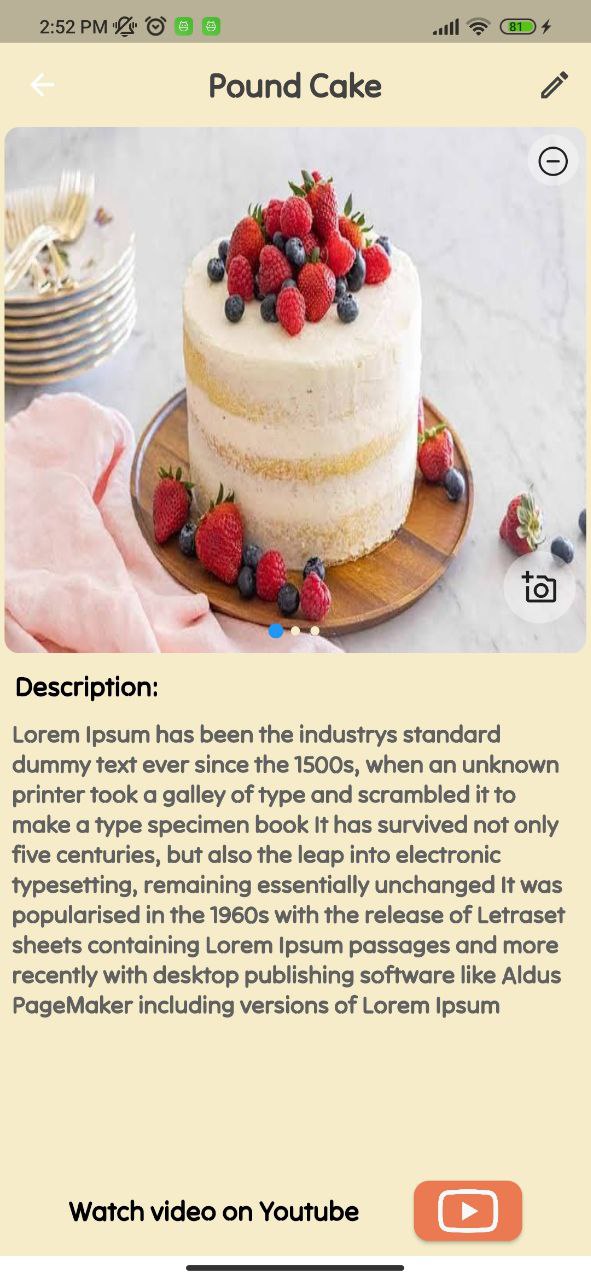 2:52 PM 81
Pound Cake
Description:
Lorem Ipsum has been the industrys standard
dummy text ever since the 1500s, when an unknown
printer took a galley of type and scrambled it to
make a type specimen book It has survived not only
five centuries, but also the leap into electronic
typesetting, remaining essentially unchanged It was
popularised in the 1960s with the release of Letraset
sheets containing Lorem Ipsum passages and more
recently with desktop publishing software like Aldus
PageMaker including versions of Lorem Ipsum
Watch video on Youtube